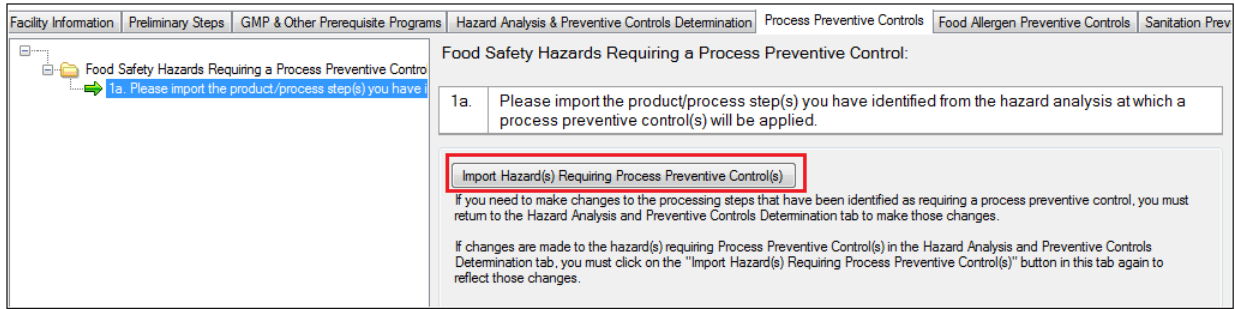 Facility Information Preliminary Steps GMP & Other Prerequisite Programs Hazard Analysis & Preventive Controls Determination Process Preventive Controls Food Allergen Preventive Controls Sanitation Prev
Food Safety Hazards Requiring a Process Preventive Contro
1a. Please import the product/process step(s) you have i
Food Safety Hazards Requiring a Process Preventive Control:
1a. Please import the product/process step(s) you have identified from the hazard analysis at which a
process preventive control(s) will be applied.
Import Hazard(s) Requiring Process Preventive Control(s)
If you need to make changes to the processing steps that have been identified as requiring a process preventive control, you must
return to the Hazard Analysis and Preventive Controls Determination tab to make those changes.
If changes are made to the hazard(s) requiring Process Preventive Control(s) in the Hazard Analysis and Preventive Controls
Determination tab, you must click on the "Import Hazard(s) Requiring Process Preventive Control(s)" button in this tab again to
reflect those changes.